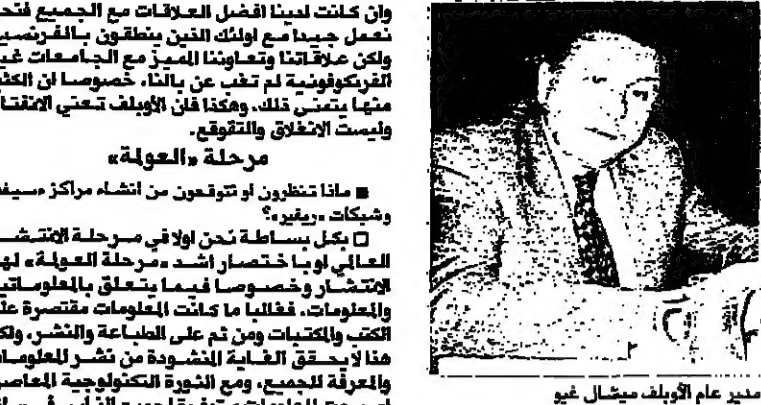 وان كانت لدينا افضل العلاقات مع الجميع فنحن
نعمل جيدا مع اولئك الذين ينطقون بالفرنسية
ولكن علاقاتنا وتعاوننا المميز مع الجامعات غير
الفرنكوفونية لم تغب عن بالنا، خصوصا ان الكثير
منها يتمنى ذلك، وهكذا فان الأوبلف تعني الانفتاح
وليست الانغلاق والتقوقع.
مرحلة «العولمة»
■ ماذا تنظرون او تتوقعون من انشاء مراكز «سيفد»
وشبكات «ريفير»؟
□ بكل بساطة نحن اولا في مرحلة الانتشار
العالمي اوباختصار اشد «مرحلة العولمة» لهذا
الانتشار وخصوصا فيما يتعلق بالمعلوماتية
والمعلومات، فغالبا ما كانت المعلومات مقتصرة على
الكتب والمكتبات ومن ثم على الطباعة والنشر، ولكن
هذا لا يحقق الغاية المنشودة من نشر للمعلومات
والمعرفة للجميع، ومع الثورة التكنولوجية المعاصرة
مدير عام الأوبلف ميشال غيو